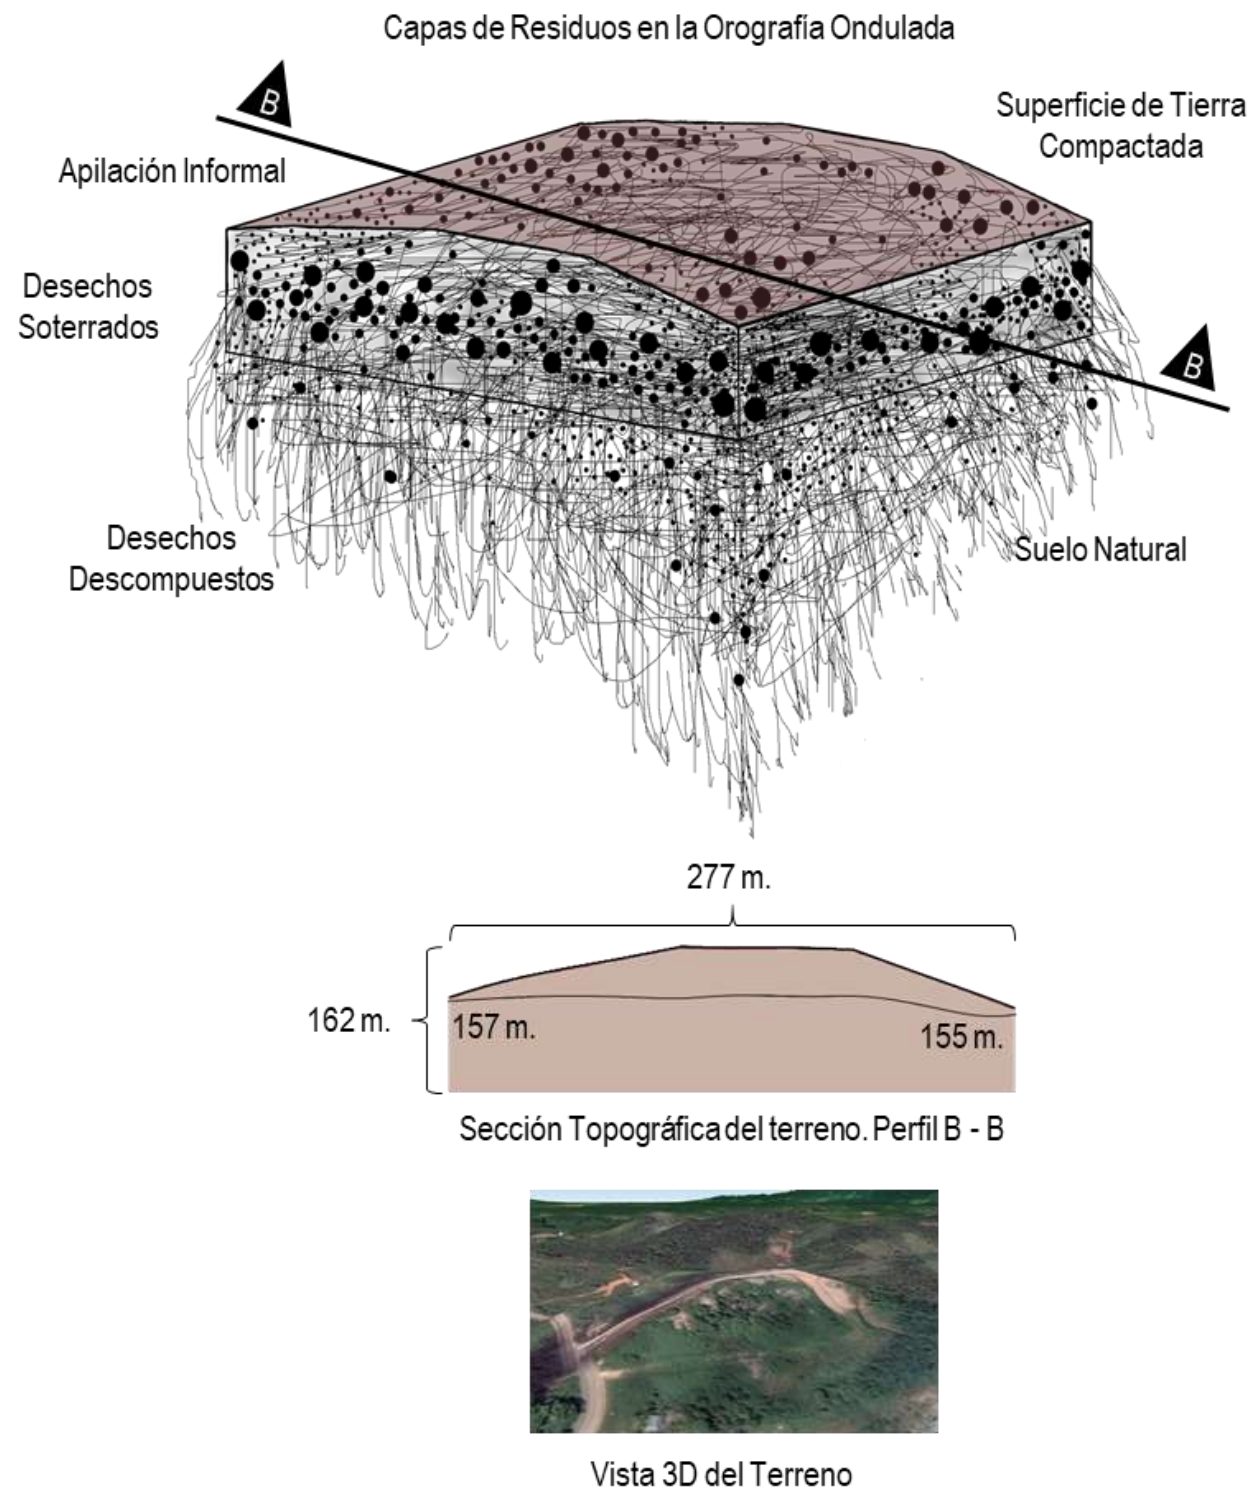 Capas de Residuos en la Orografía Ondulada
B
Superficie de Tierra
Compactada
Apilación Informal
Desechos
Soterrados
B
Desechos
Descompuestos
Suelo Natural
277 m.
162 m.
157 m.
155 m.
Sección Topográfica del terreno. Perfil B - B
Vista 3D del Terreno